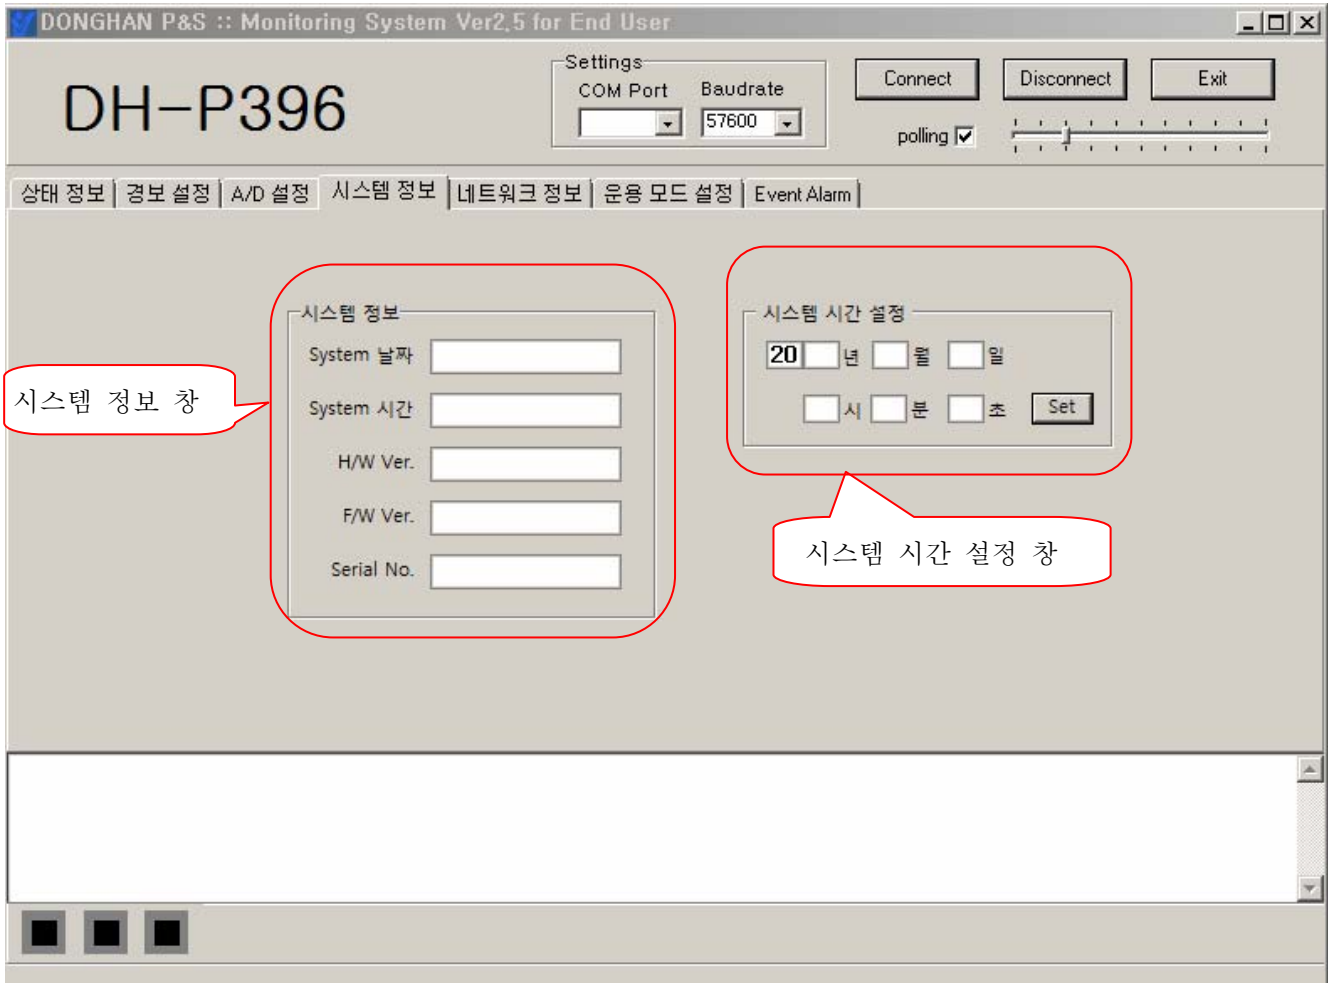 DONGHAN P&S :: Monitoring System Ver2,5 for End User
DH-P396
Settings
COM Port Baudrate
57600
Connect Disconnect Exit
polling
상태 정보 경보 설정 A/D 설정 시스템 정보 네트워크 정보 운용 모드 설정 Event Alarm
시스템 정보
System 날짜
System 시간
H/W Ver.
F/W Ver.
Serial No.
시스템 정보 창
시스템 시간 설정
20 년 월 일
시 분 초 Set
시스템 시간 설정 창